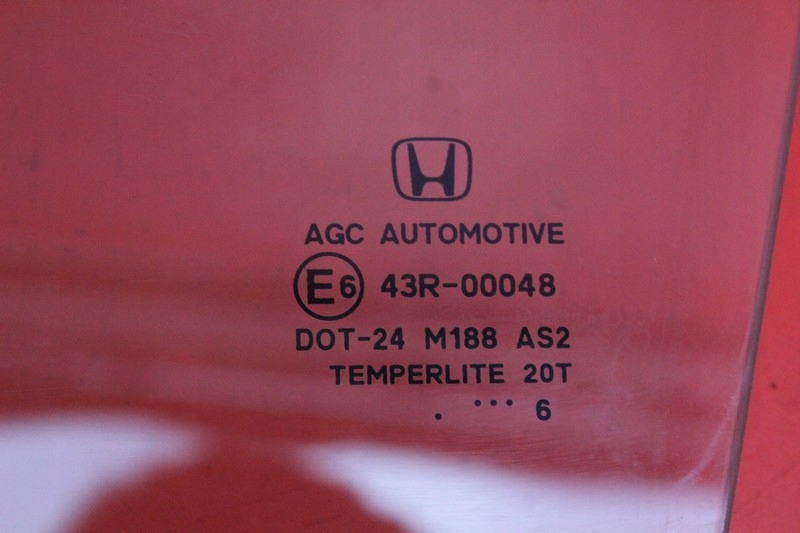 AGC AUTOMOTIVE
E6 43R-00048
DOT-24 M188 AS2
TEMPERLITE 20T
. ••• 6